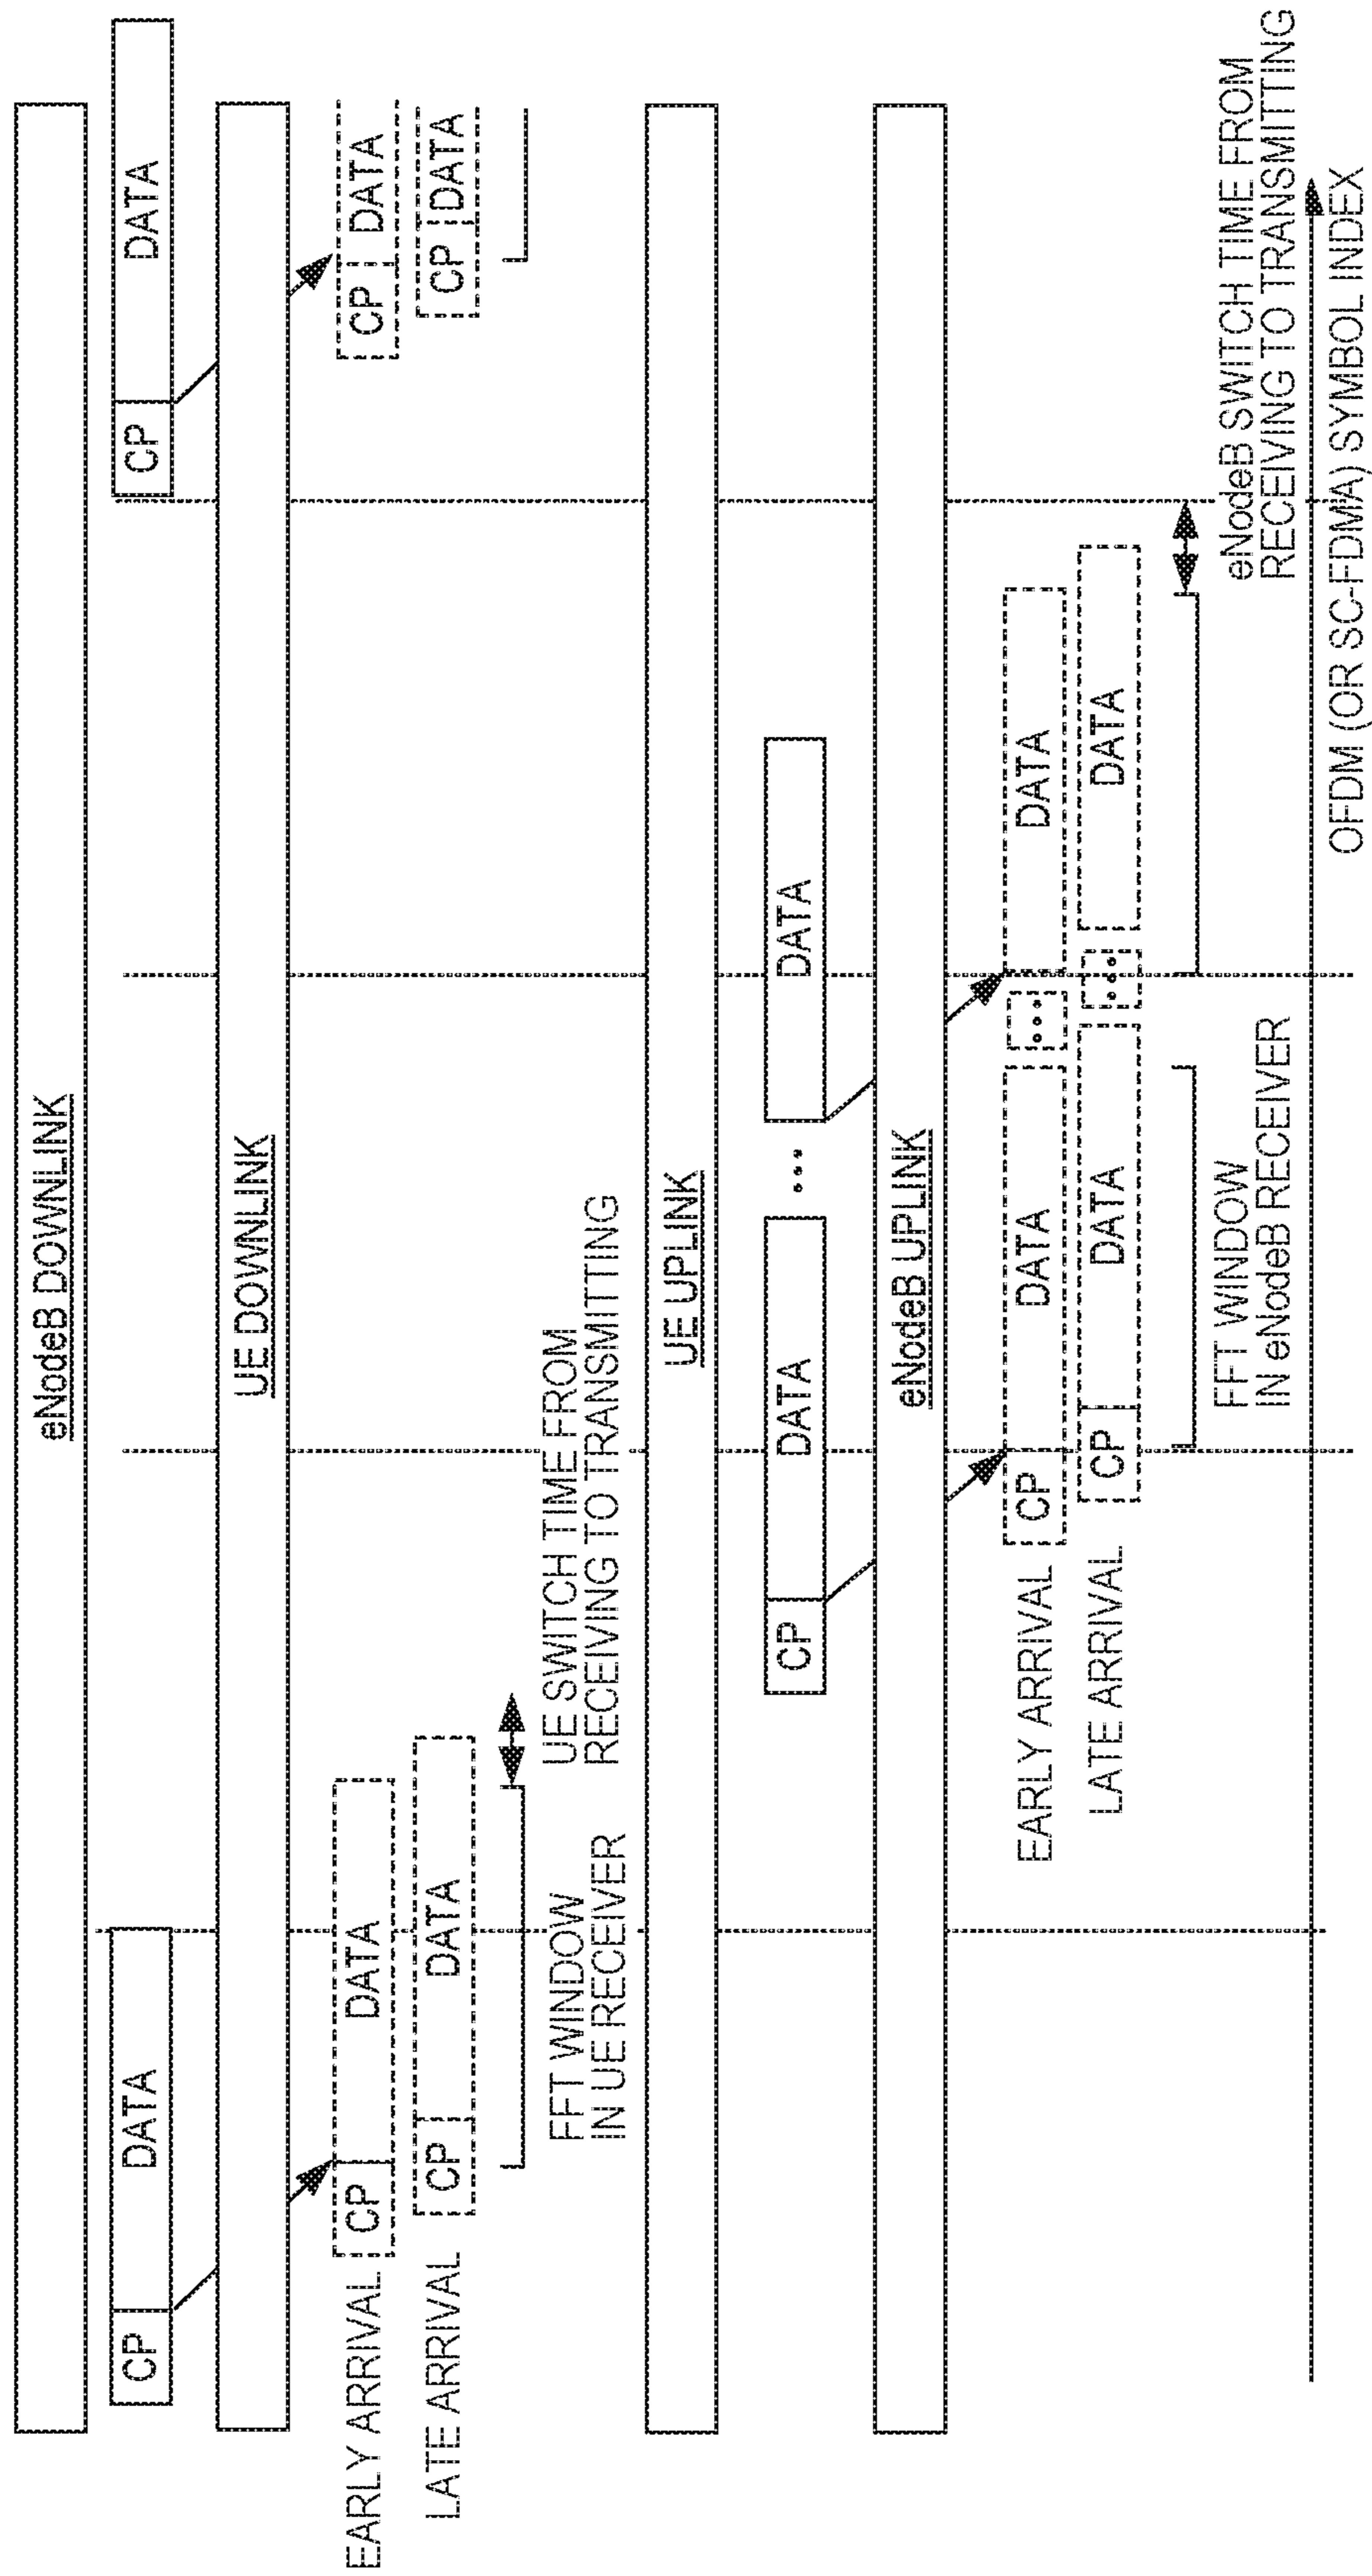 eNodeB DOWNLINK
CP
DATA
CP
DATA
UE DOWNLINK
EARLY ARRIVAL
CP
DATA
CP
DATA
LATE ARRIVAL
CP
DATA
CP
DATA
FFT WINDOW
IN UE RECEIVER
UE SWITCH TIME FROM
RECEIVING TO TRANSMITTING
UE UPLINK
CP
DATA
...
DATA
eNodeB UPLINK
EARLY ARRIVAL
CP
DATA
...
DATA
LATE ARRIVAL
CP
DATA
...
DATA
FFT WINDOW
IN eNodeB RECEIVER
eNodeB SWITCH TIME FROM
RECEIVING TO TRANSMITTING
OFDM (OR SC-FDMA) SYMBOL INDEX